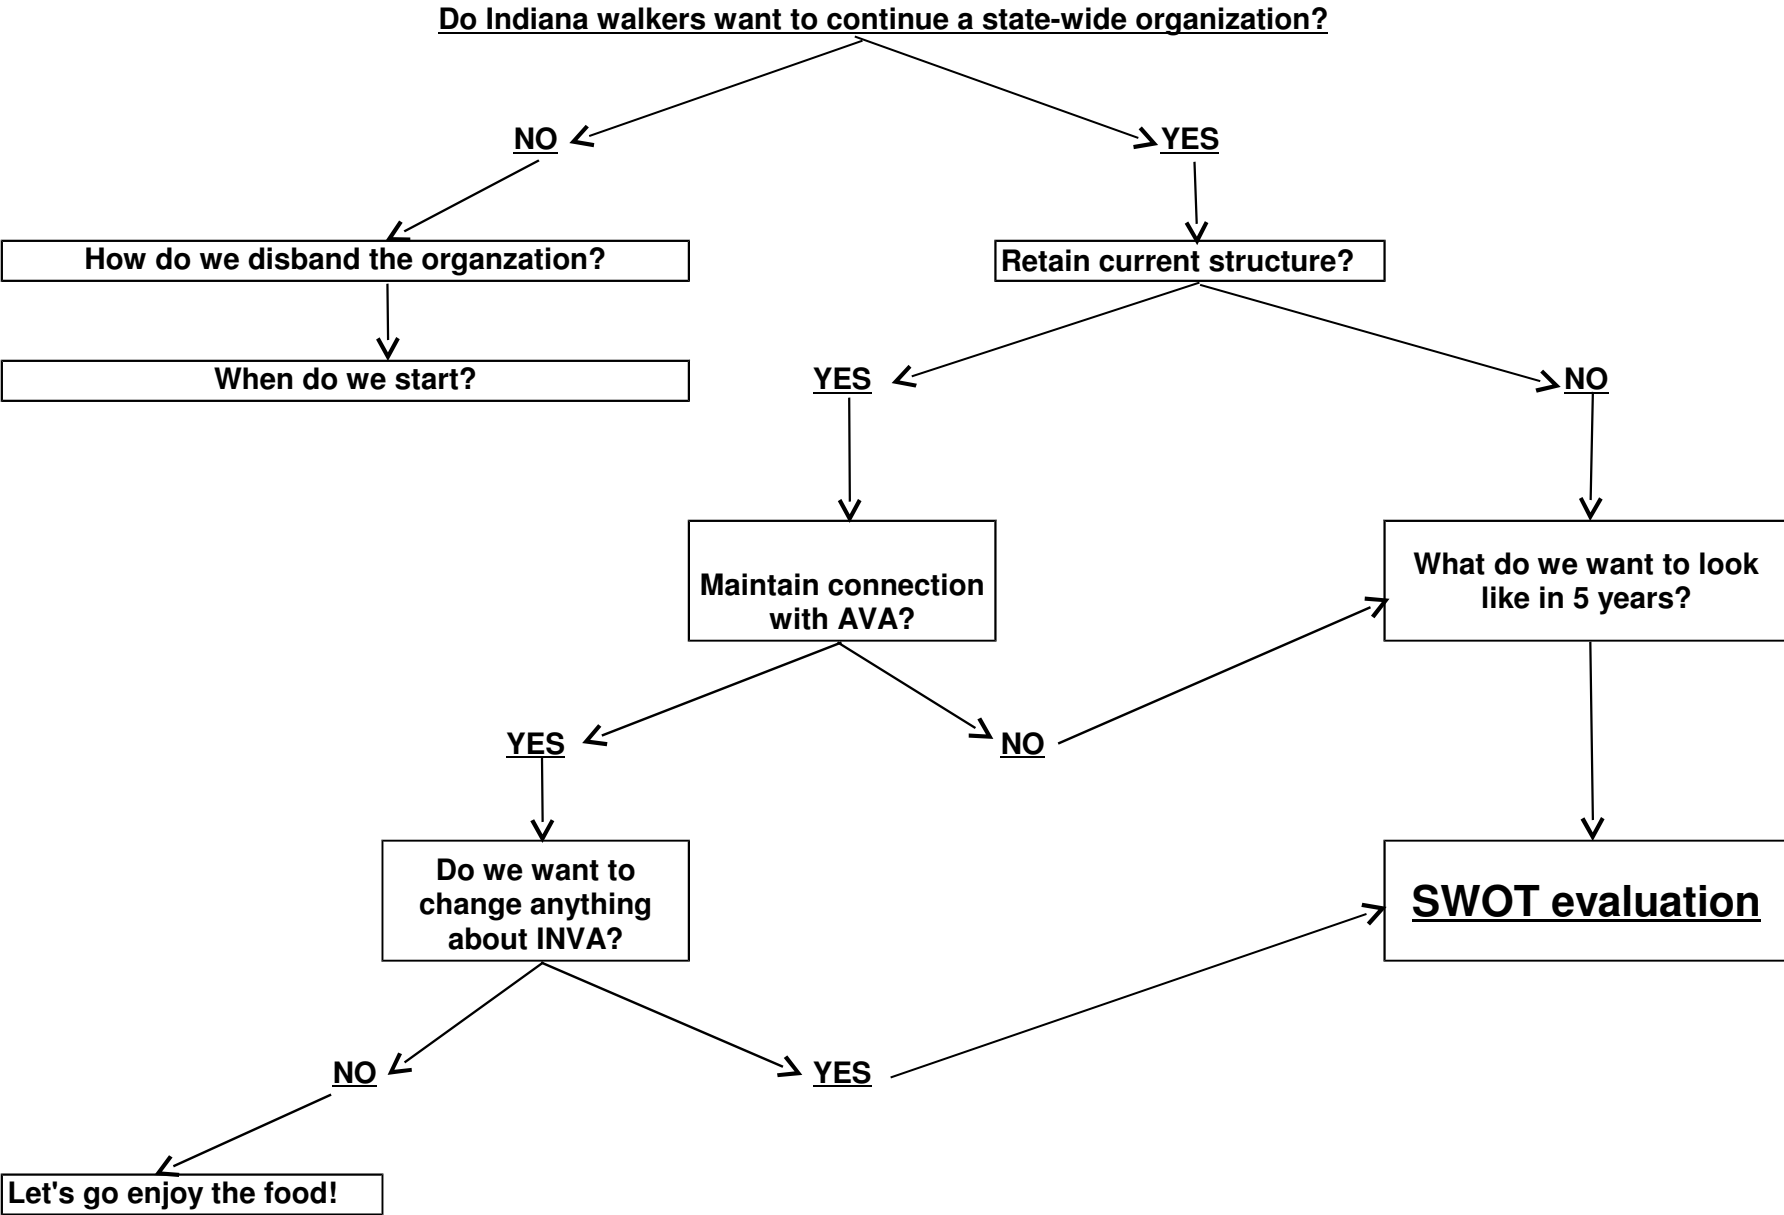 Do Indiana walkers want to continue a state-wide organization?
NO
YES
How do we disband the organzation?
Retain current structure?
When do we start?
YES
NO
Maintain connection
with AVA?
What do we want to look
like in 5 years?
YES
NO
Do we want to
change anything
about INVA?
SWOT evaluation
NO
YES
Let's go enjoy the food!